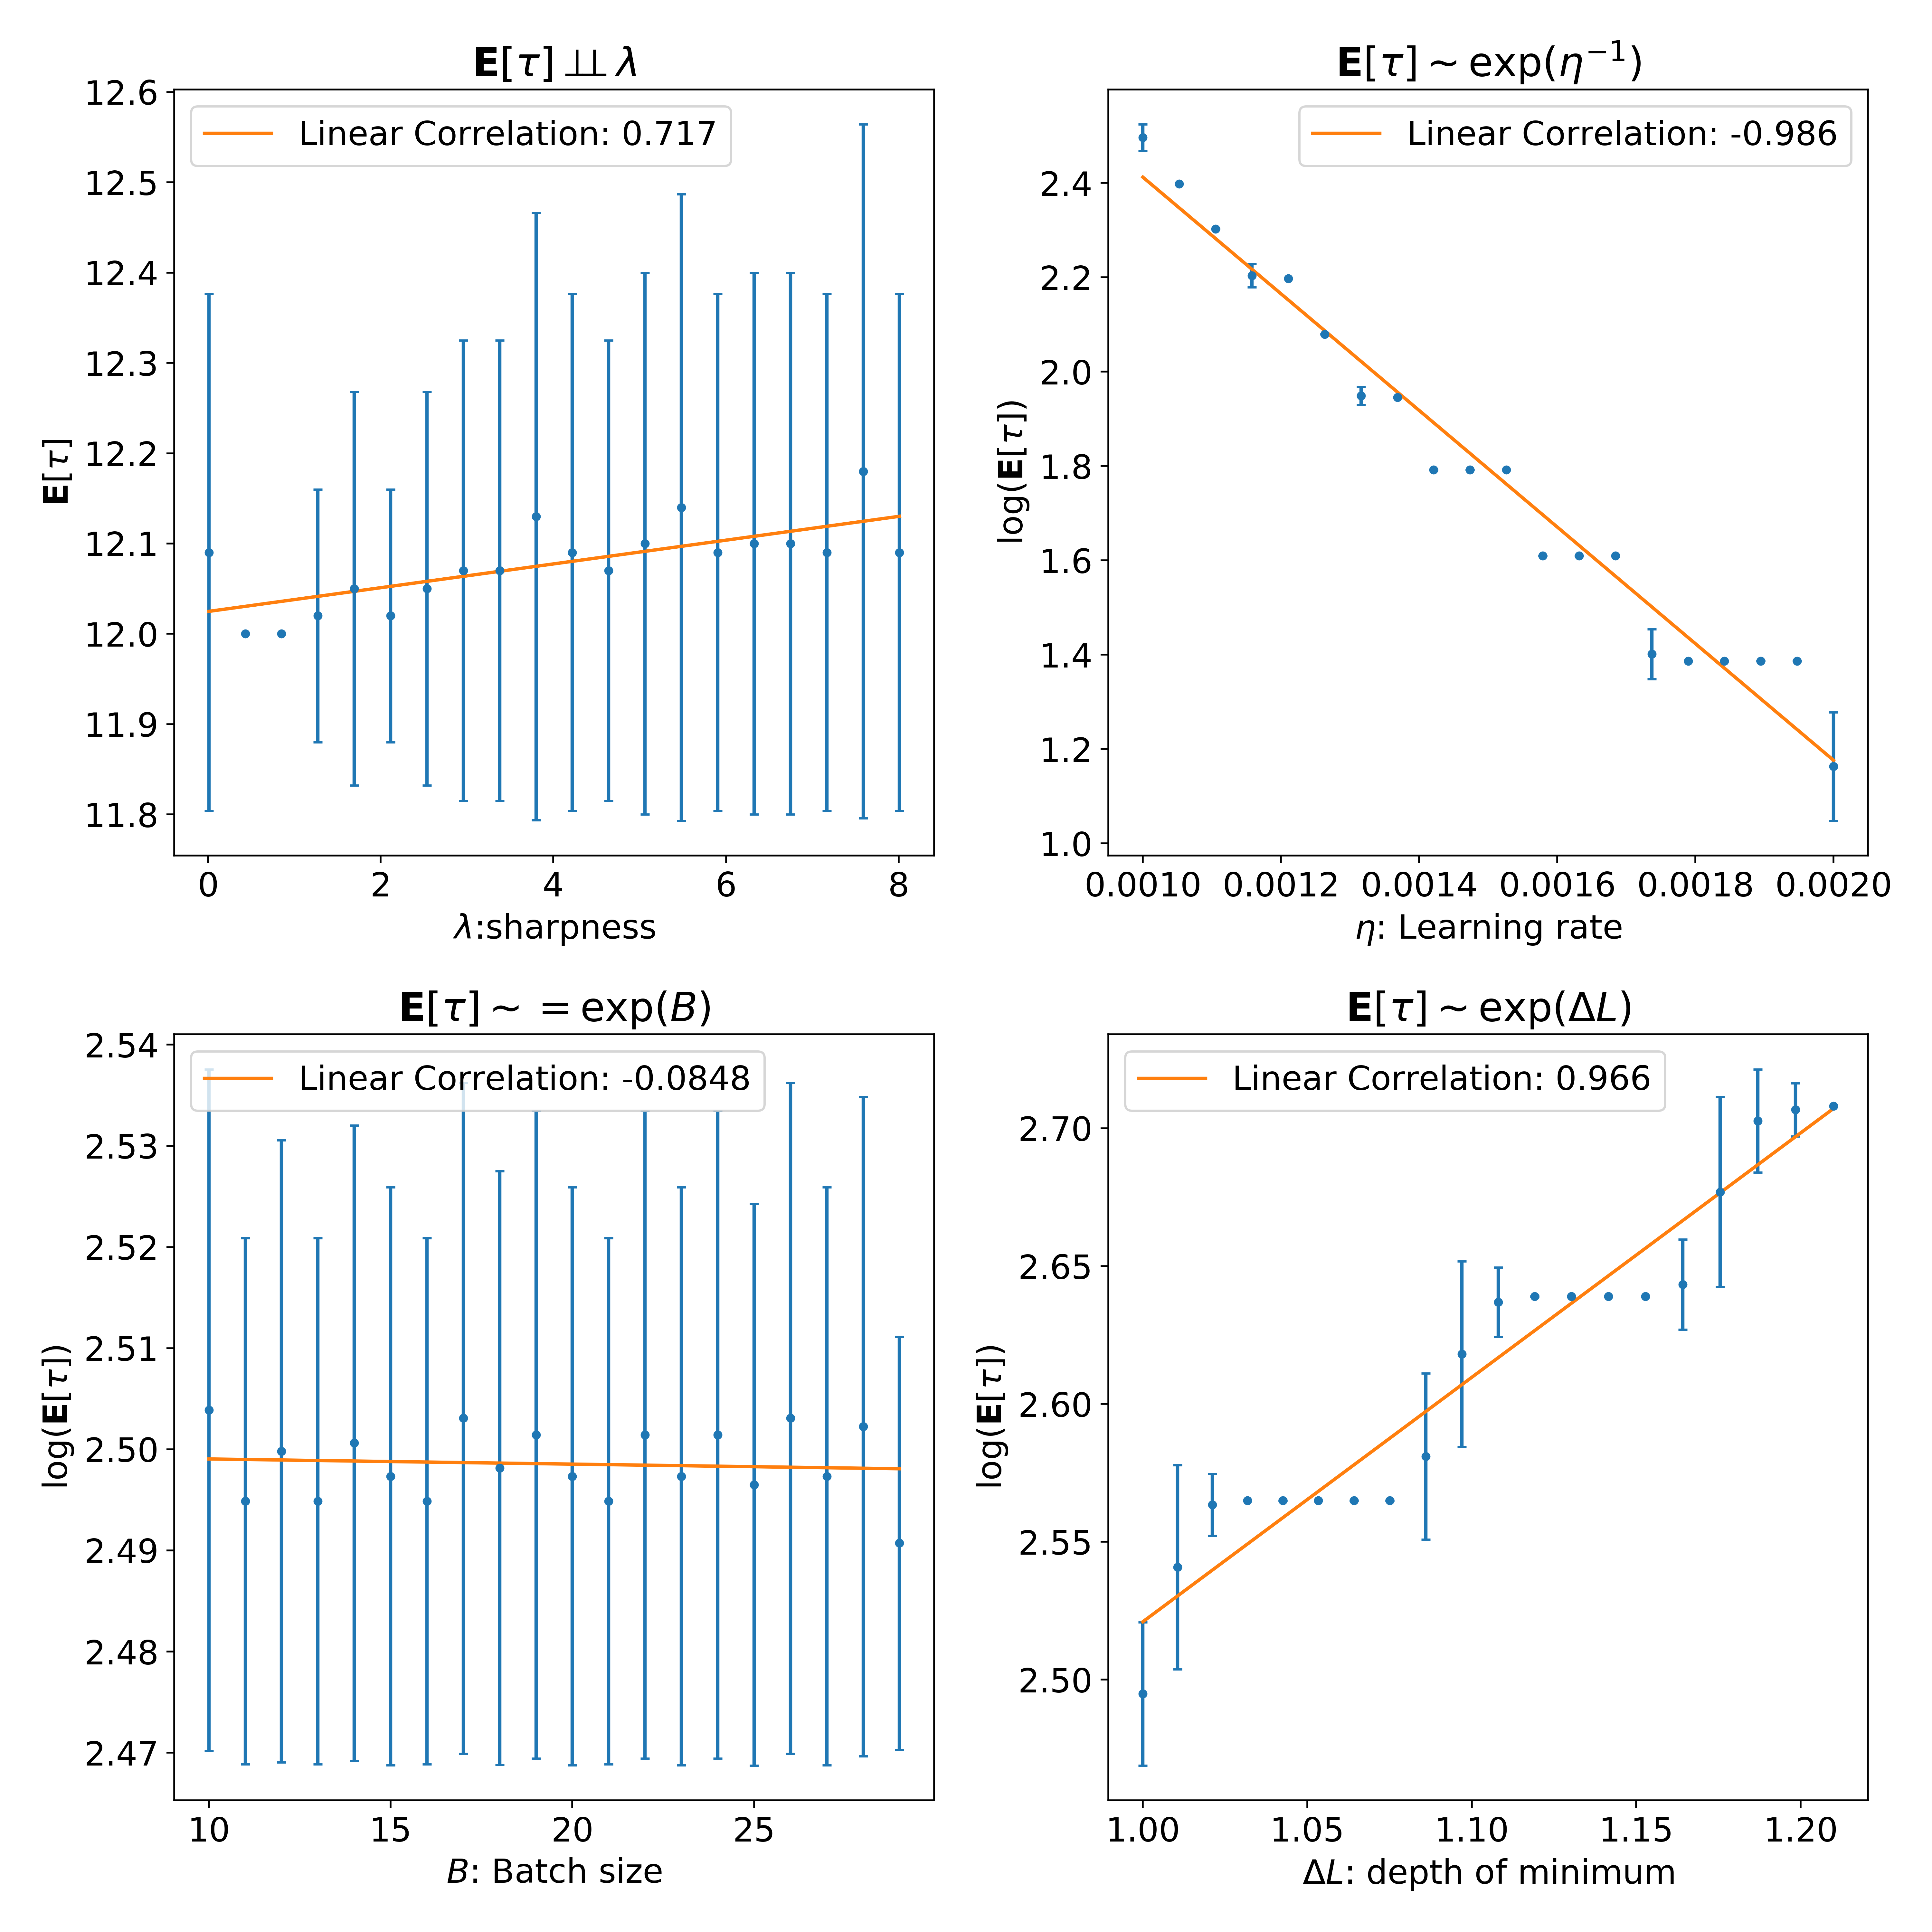 E[τ] ⊥⊥ λ
Linear Correlation: 0.717
12.6
12.5
12.4
12.3
12.2
12.1
12.0
11.9
11.8
E[τ]
0 2 4 6 8
λ:sharpness
E[τ] ~ exp(η⁻¹)
Linear Correlation: -0.986
2.4
2.2
2.0
1.8
1.6
1.4
1.2
1.0
log(E[τ])
0.0010 0.0012 0.0014 0.0016 0.0018 0.0020
η: Learning rate
E[τ] ~ = exp(B)
Linear Correlation: -0.0848
2.54
2.53
2.52
2.51
2.50
2.49
2.48
2.47
log(E[τ])
10 15 20 25
B: Batch size
E[τ] ~ exp(ΔL)
Linear Correlation: 0.966
2.70
2.65
2.60
2.55
2.50
log(E[τ])
1.00 1.05 1.10 1.15 1.20
ΔL: depth of minimum